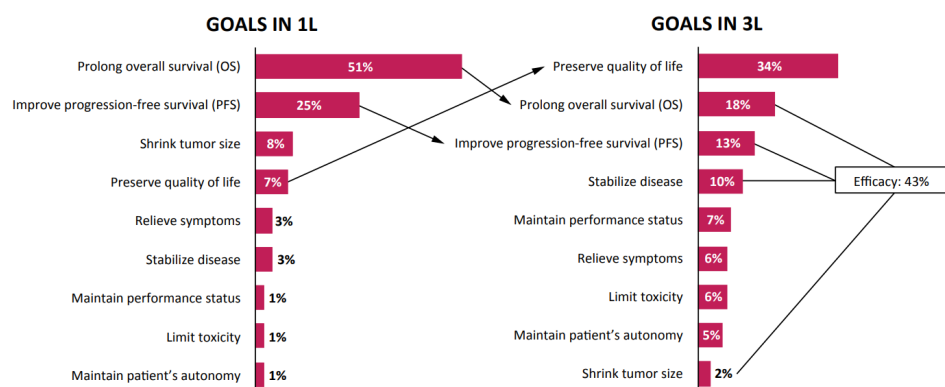 GOALS IN 1L
Prolong overall survival (OS)
51%
Improve progression-free survival (PFS)
25%
Shrink tumor size
8%
Preserve quality of life
7%
Relieve symptoms
3%
Stabilize disease
3%
Maintain performance status
1%
Limit toxicity
1%
Maintain patient's autonomy
1%
GOALS IN 3L
Preserve quality of life
34%
Prolong overall survival (OS)
18%
Improve progression-free survival (PFS)
13%
Stabilize disease
10%
Maintain performance status
7%
Relieve symptoms
6%
Limit toxicity
6%
Maintain patient's autonomy
5%
Shrink tumor size
2%
Efficacy: 43%